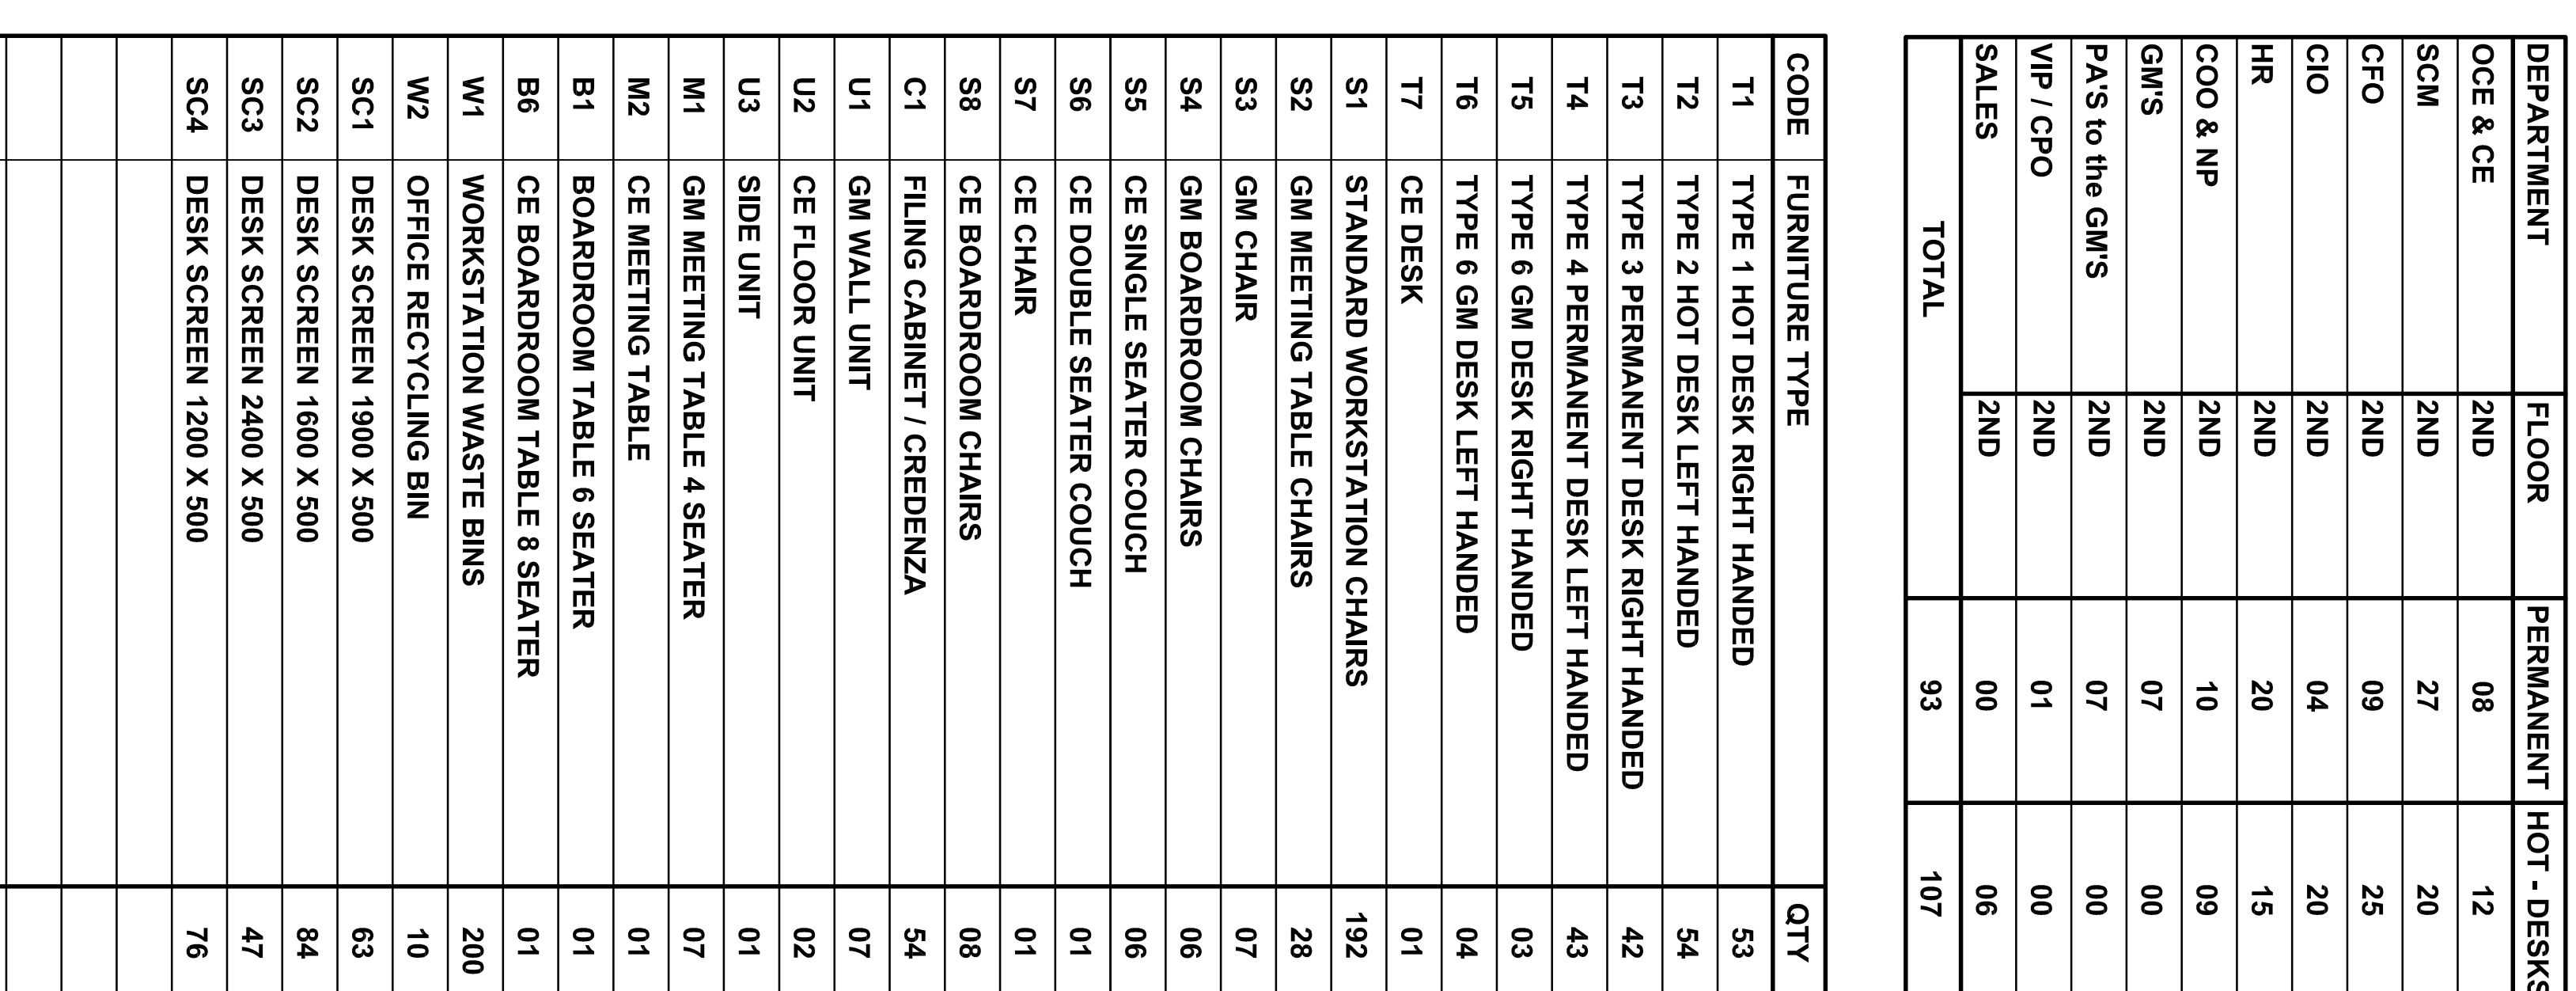 DEPARTMENT FLOOR PERMANENT HOT - DESKS
OCE & CE 2ND 08 12
SCM 2ND 27 20
CFO 2ND 09 25
CIO 2ND 04 20
HR 2ND 20 15
COO & NP 2ND 10 09
GM'S 2ND 07 00
PA'S to the GM'S 2ND 07 00
VIP / CPO 2ND 01 00
SALES 2ND 00 06
TOTAL 93 107
CODE FURNITURE TYPE QTY
T1 TYPE 1 HOT DESK RIGHT HANDED 53
T2 TYPE 2 HOT DESK LEFT HANDED 54
T3 TYPE 3 PERMANENT DESK RIGHT HANDED 42
T4 TYPE 4 PERMANENT DESK LEFT HANDED 43
T5 TYPE 6 GM DESK RIGHT HANDED 03
T6 TYPE 6 GM DESK LEFT HANDED 04
T7 CE DESK 01
S1 STANDARD WORKSTATION CHAIRS 192
S2 GM MEETING TABLE CHAIRS 28
S3 GM CHAIR 07
S4 GM BOARDROOM CHAIRS 06
S5 CE SINGLE SEATER COUCH 06
S6 CE DOUBLE SEATER COUCH 01
S7 CE CHAIR 01
S8 CE BOARDROOM CHAIRS 08
C1 FILING CABINET / CREDENZA 54
U1 GM WALL UNIT 07
U2 CE FLOOR UNIT 02
U3 SIDE UNIT 01
M1 GM MEETING TABLE 4 SEATER 07
M2 CE MEETING TABLE 01
B1 BOARDROOM TABLE 6 SEATER 01
B6 CE BOARDROOM TABLE 8 SEATER 01
W1 WORKSTATION WASTE BINS 200
W2 OFFICE RECYCLING BIN 10
SC1 DESK SCREEN 1900 X 500 63
SC2 DESK SCREEN 1600 X 500 84
SC3 DESK SCREEN 2400 X 500 47
SC4 DESK SCREEN 1200 X 500 76